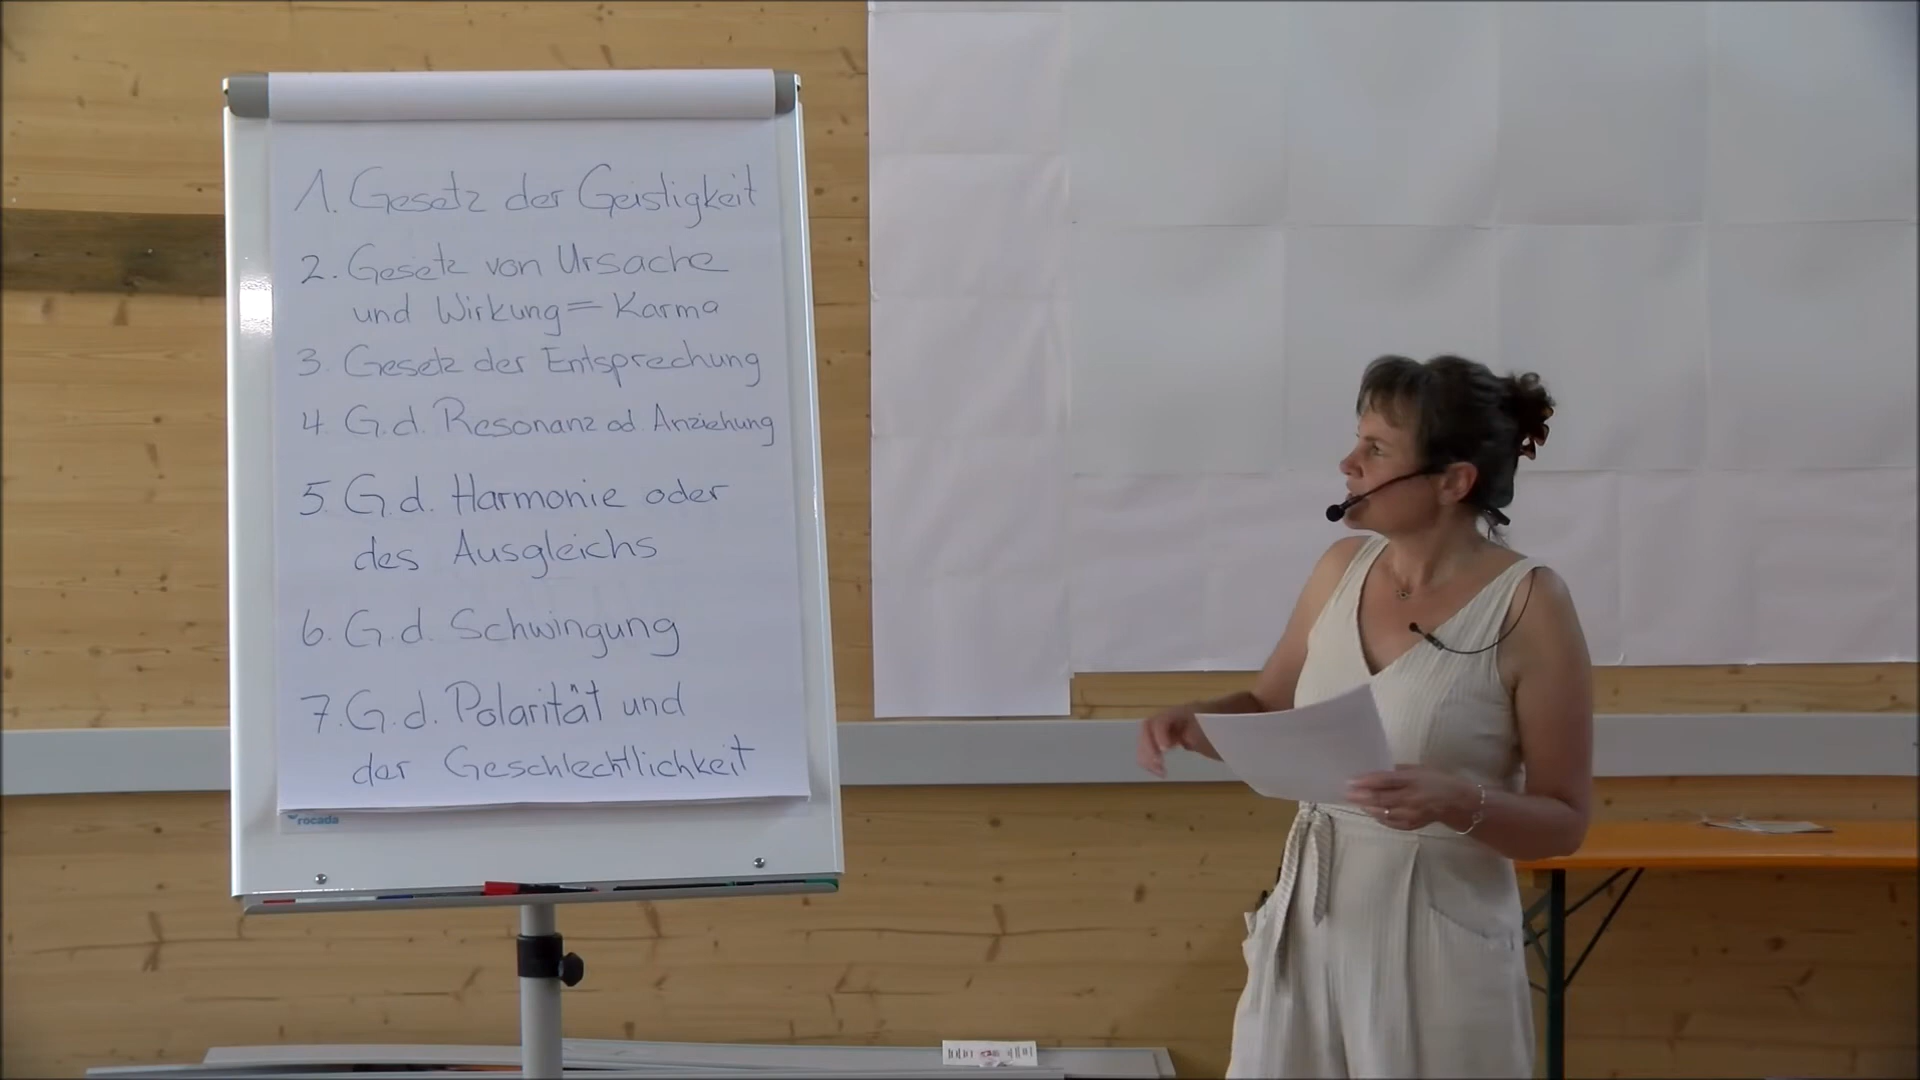 1. Gesetz der Geistigkeit
2. Gesetz von Ursache
und Wirkung = Karma
3. Gesetz der Entsprechung
4. G.d. Resonanz od. Anziehung
5. G.d. Harmonie oder
des Ausgleichs
6. G.d. Schwingung
7. G.d. Polarität und
der Geschlechtlichkeit
rocada